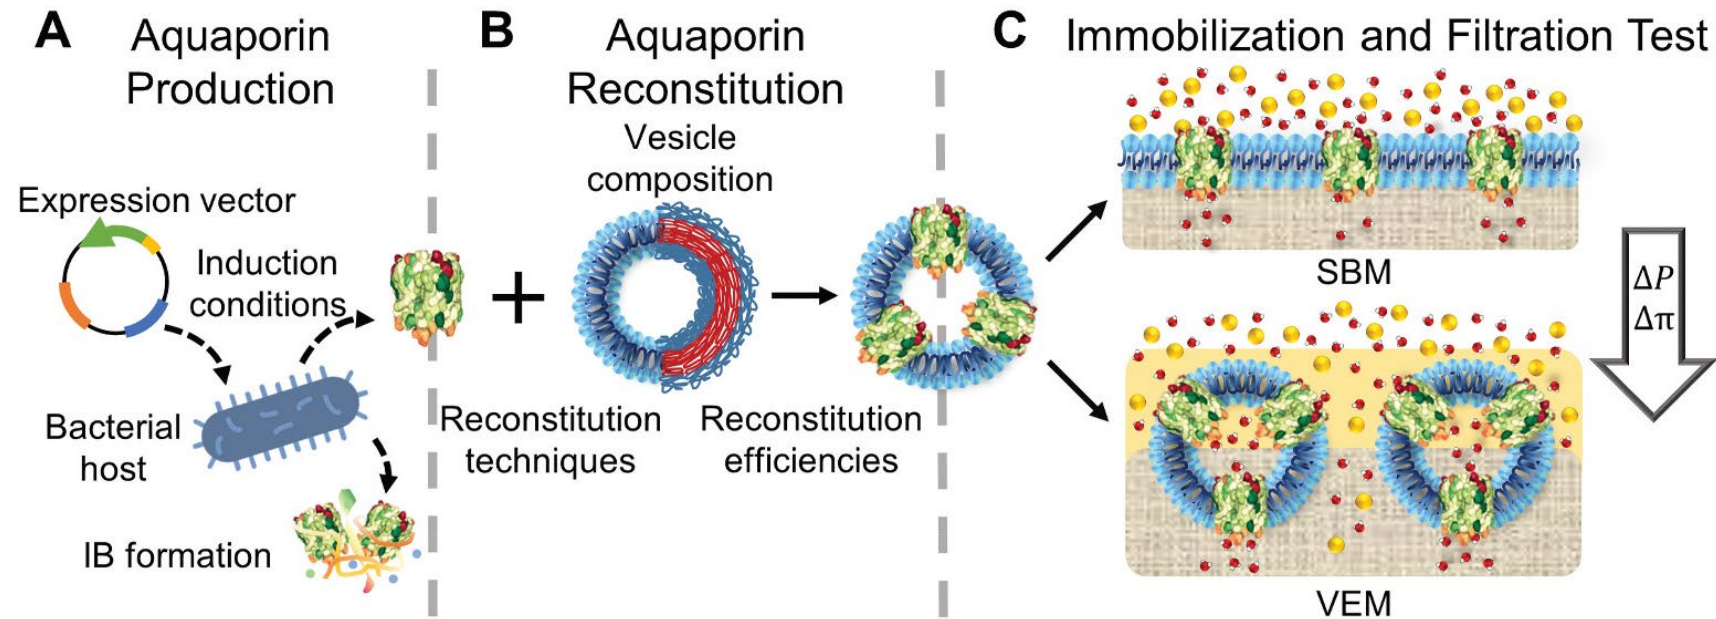 A
Aquaporin
Production
Expression vector
Induction
conditions
Bacterial
host
IB formation
B
Aquaporin
Reconstitution
Vesicle
composition
Reconstitution
techniques
Reconstitution
efficiencies
C
Immobilization and Filtration Test
SBM
ΔP
Δπ
VEM